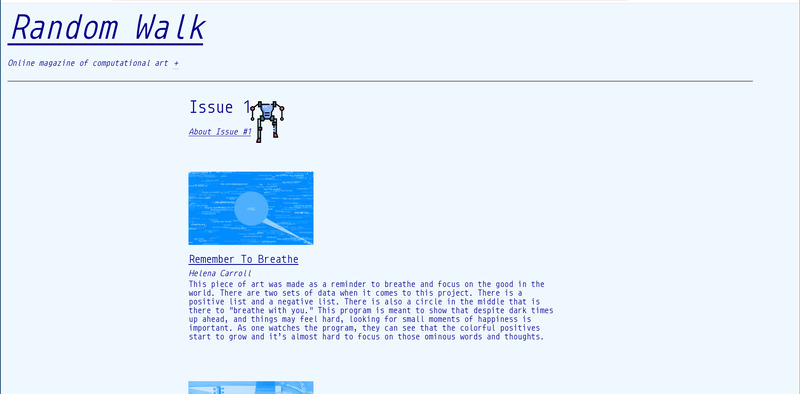 Random Walk
Online magazine of computational art +
Issue 1
About Issue #1
Remember To Breathe
Helena Carroll
This piece of art was made as a reminder to breathe and focus on the good in the
world. There are two sets of data when it comes to this project. There is a
positive list and a negative list. There is also a circle in the middle that is
there to "breathe with you." This program is meant to show that despite dark times
up ahead, and things may feel hard, looking for small moments of happiness is
important. As one watches the program, they can see that the colorful positives
start to grow and it's almost hard to focus on those ominous words and thoughts.